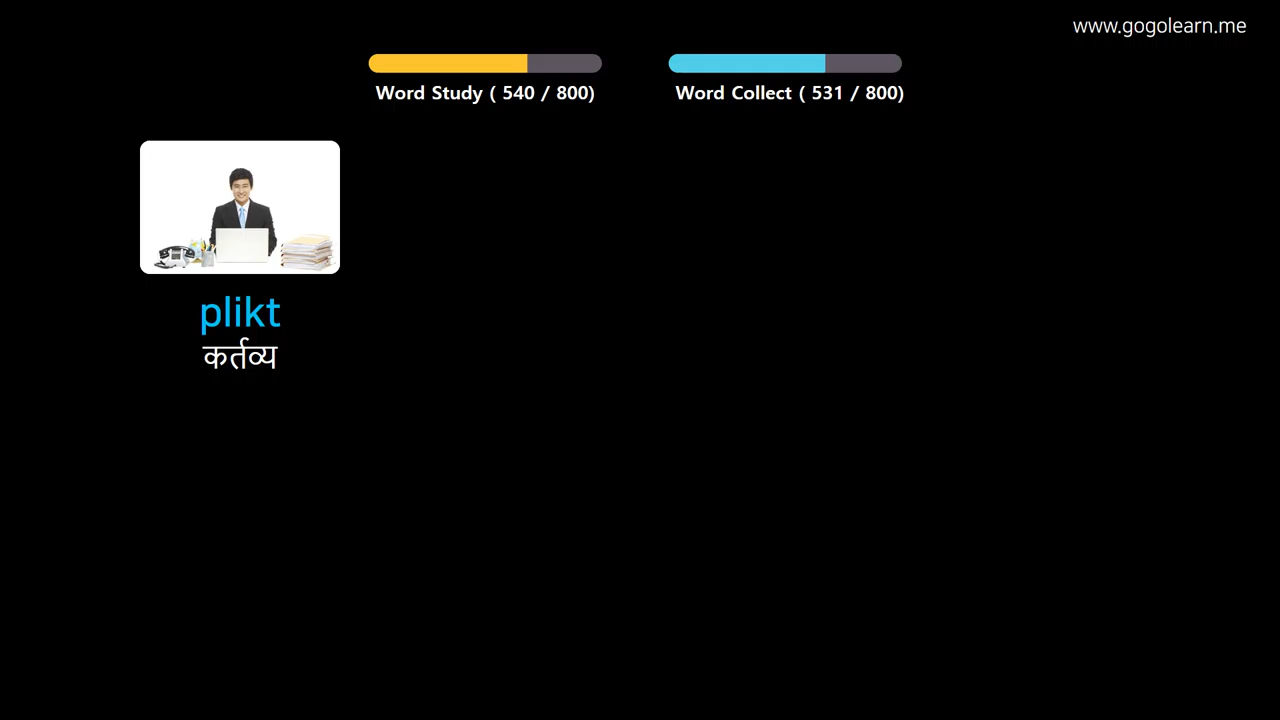 www.gogolearn.me
Word Study ( 540 / 800)
Word Collect ( 531 / 800)
plikt
कर्तव्य